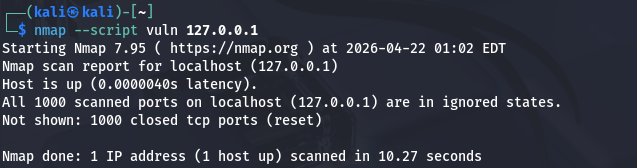 ┌──(kali㉿kali)-[~]
└─$ nmap --script vuln 127.0.0.1
Starting Nmap 7.95 ( https://nmap.org ) at 2026-04-22 01:02 EDT
Nmap scan report for localhost (127.0.0.1)
Host is up (0.0000040s latency).
All 1000 scanned ports on localhost (127.0.0.1) are in ignored states.
Not shown: 1000 closed tcp ports (reset)

Nmap done: 1 IP address (1 host up) scanned in 10.27 seconds